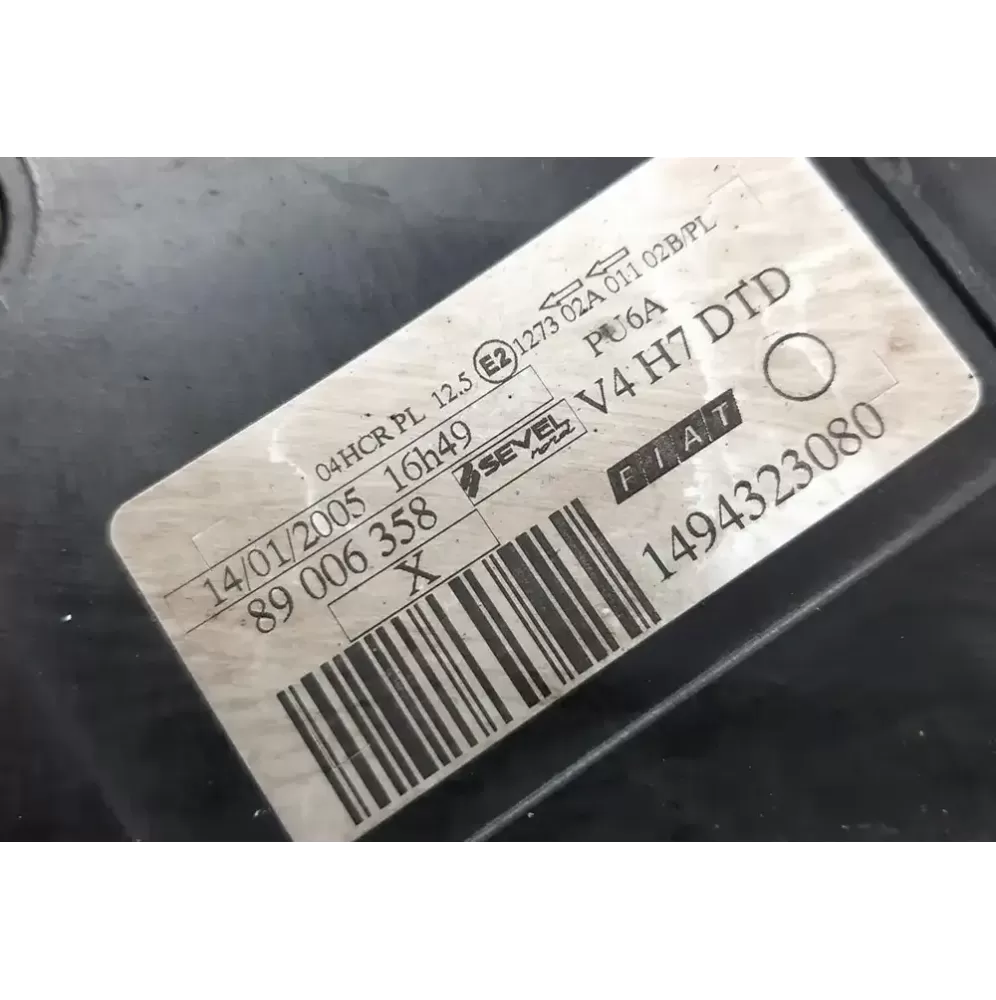 04HCR PL 12.5 E2 1273 02A 011 02B/PL
14/01/2005 16h49 PU6A
89 006 358 SEVEL nord V4 H7 DTD
X FIAT
1494323080